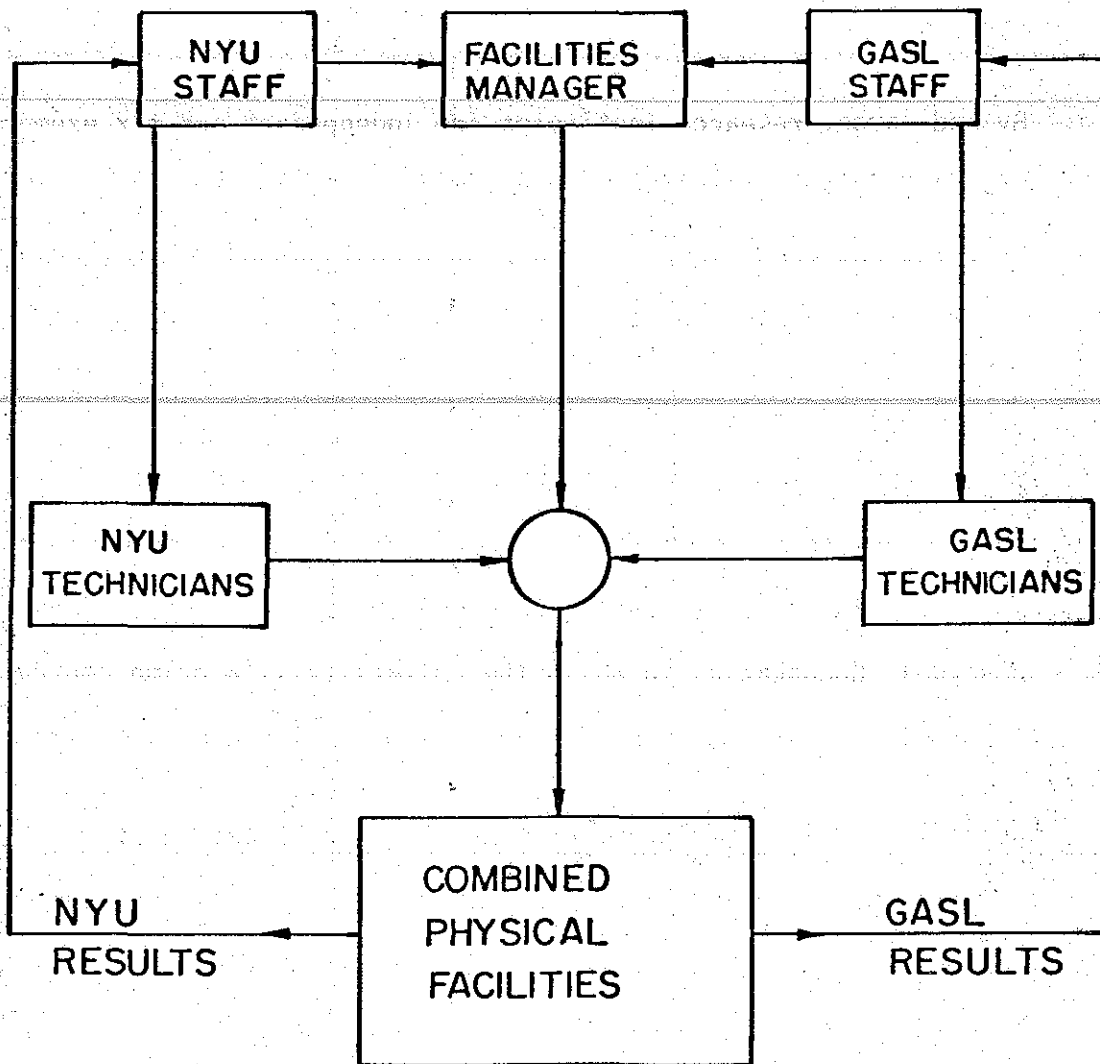 NYU
STAFF
FACILITIES
MANAGER
GASL
STAFF
NYU
TECHNICIANS
GASL
TECHNICIANS
COMBINED
PHYSICAL
FACILITIES
NYU
RESULTS
GASL
RESULTS